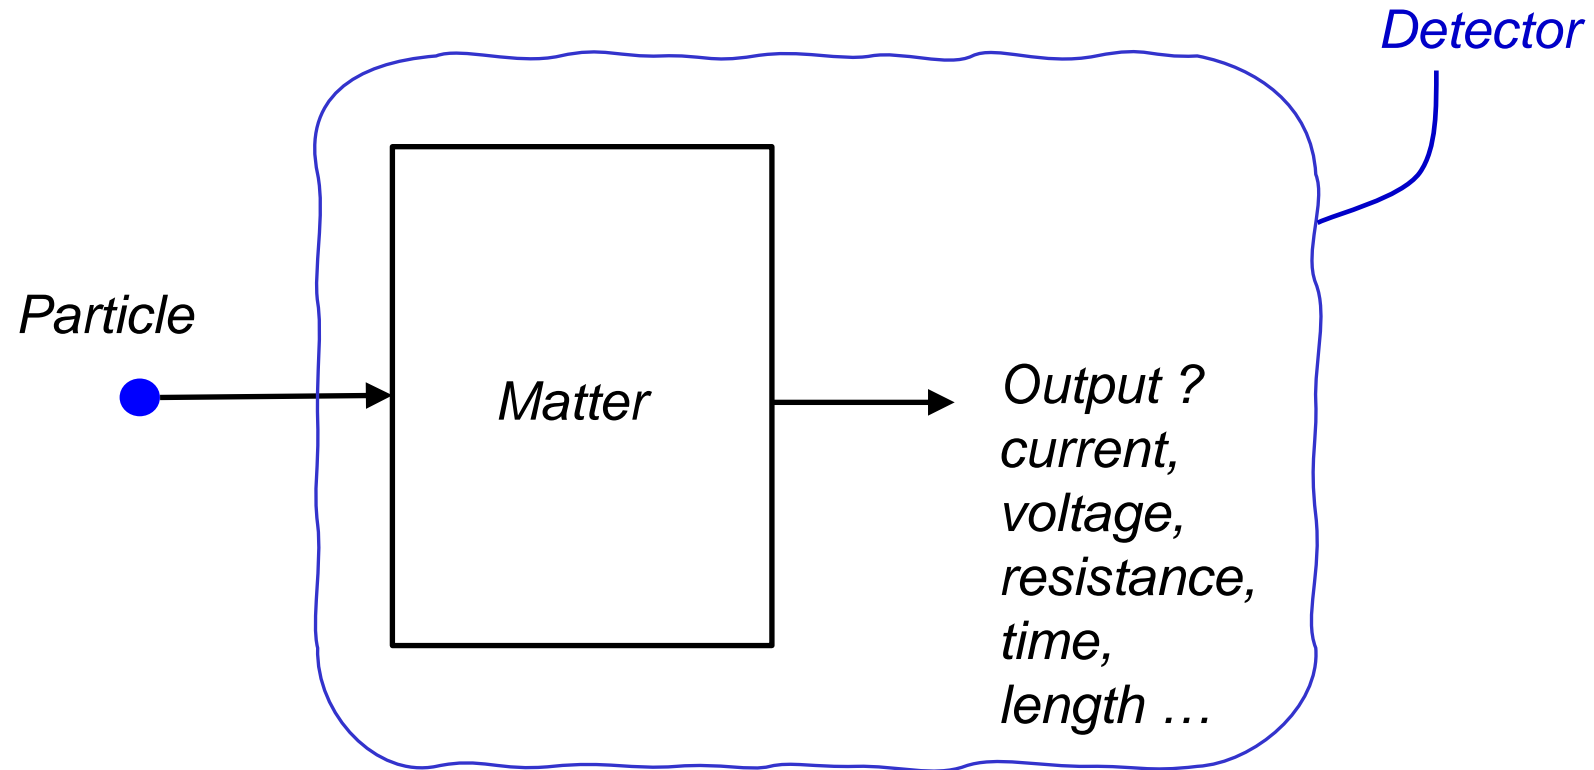 Detector
Particle
Matter
Output ?
current,
voltage,
resistance,
time,
length …